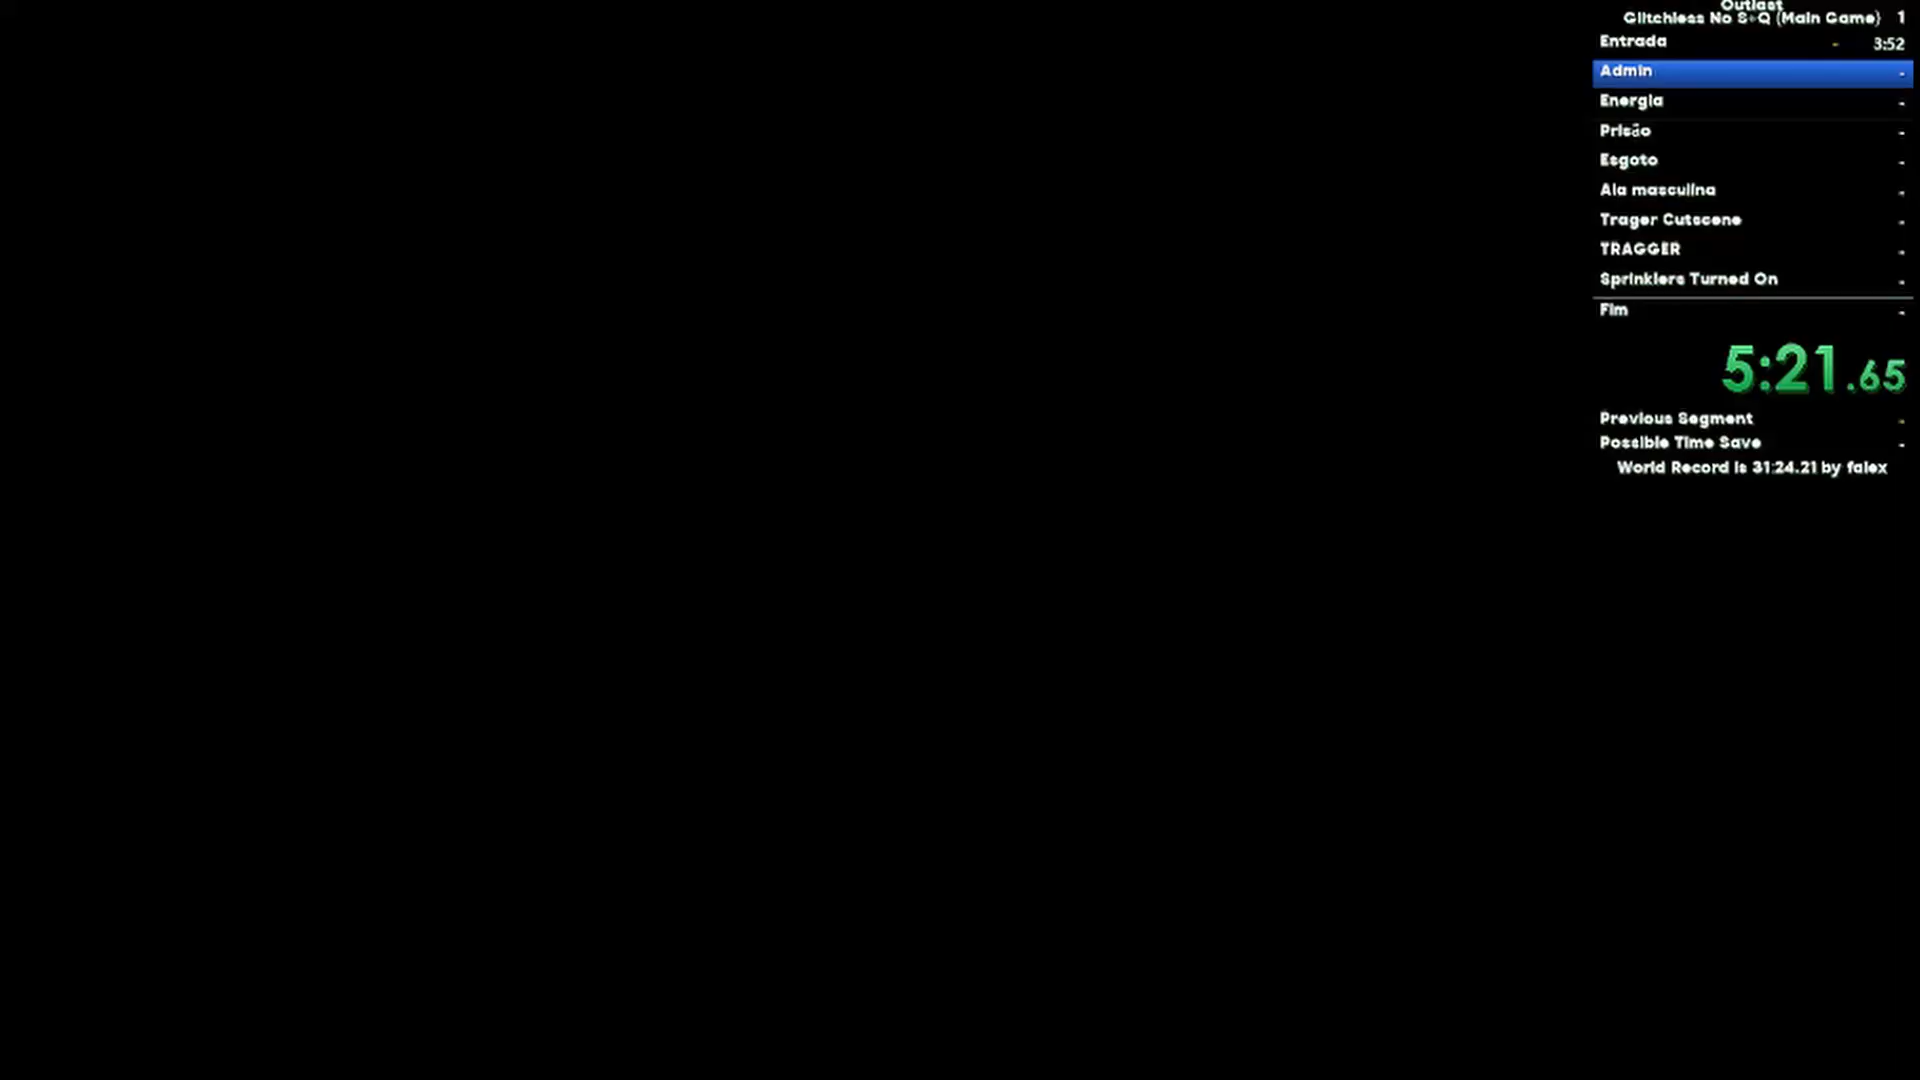 Outlast
Glitchless No S+Q (Main Game) 1
Entrada - 3:52
Admin -
Energia -
Prisão -
Esgoto -
Ala masculina -
Trager Cutscene -
TRAGGER -
Sprinklers Turned On -
Fim -
5:21.65
Previous Segment -
Possible Time Save -
World Record is 31:24.21 by falex